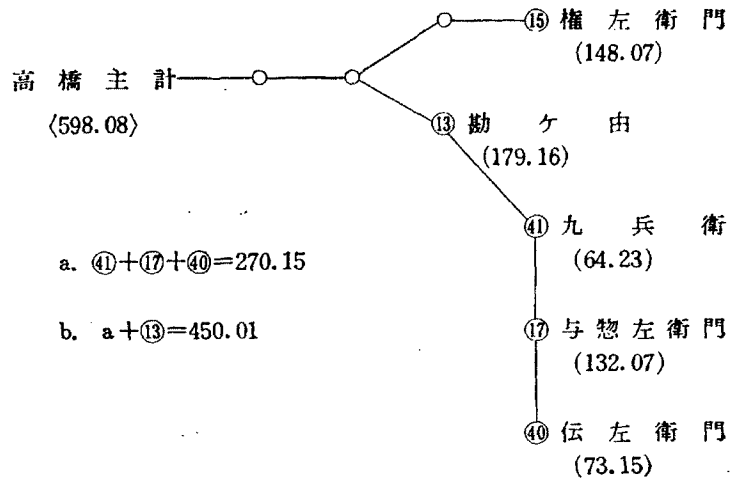 ⑮ 権左衛門
(148.07)
高橋主計
〈598.08〉
⑬ 勘ケ由
(179.16)
㊶ 九兵衛
(64.23)
a. ㊶+⑰+㊵=270.15
b. a+⑬=450.01
⑰ 与惣左衛門
(132.07)
㊵ 伝左衛門
(73.15)